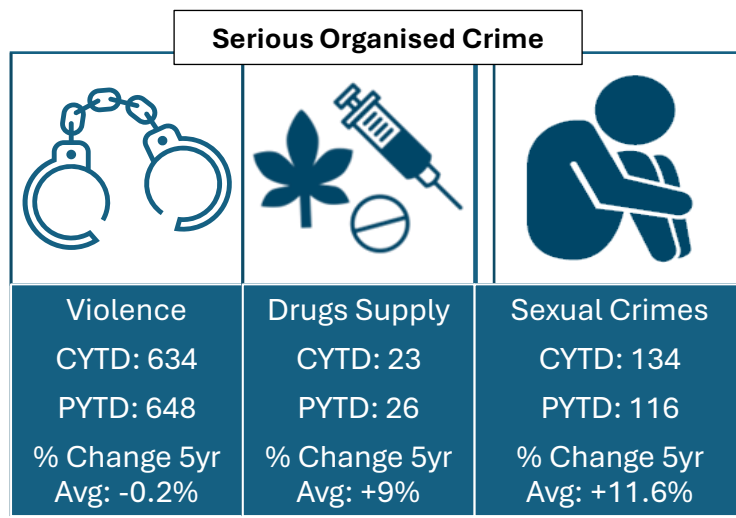 Serious Organised Crime
Violence
CYTD: 634
PYTD: 648
% Change 5yr
Avg: -0.2%
Drugs Supply
CYTD: 23
PYTD: 26
% Change 5yr
Avg: +9%
Sexual Crimes
CYTD: 134
PYTD: 116
% Change 5yr
Avg: +11.6%